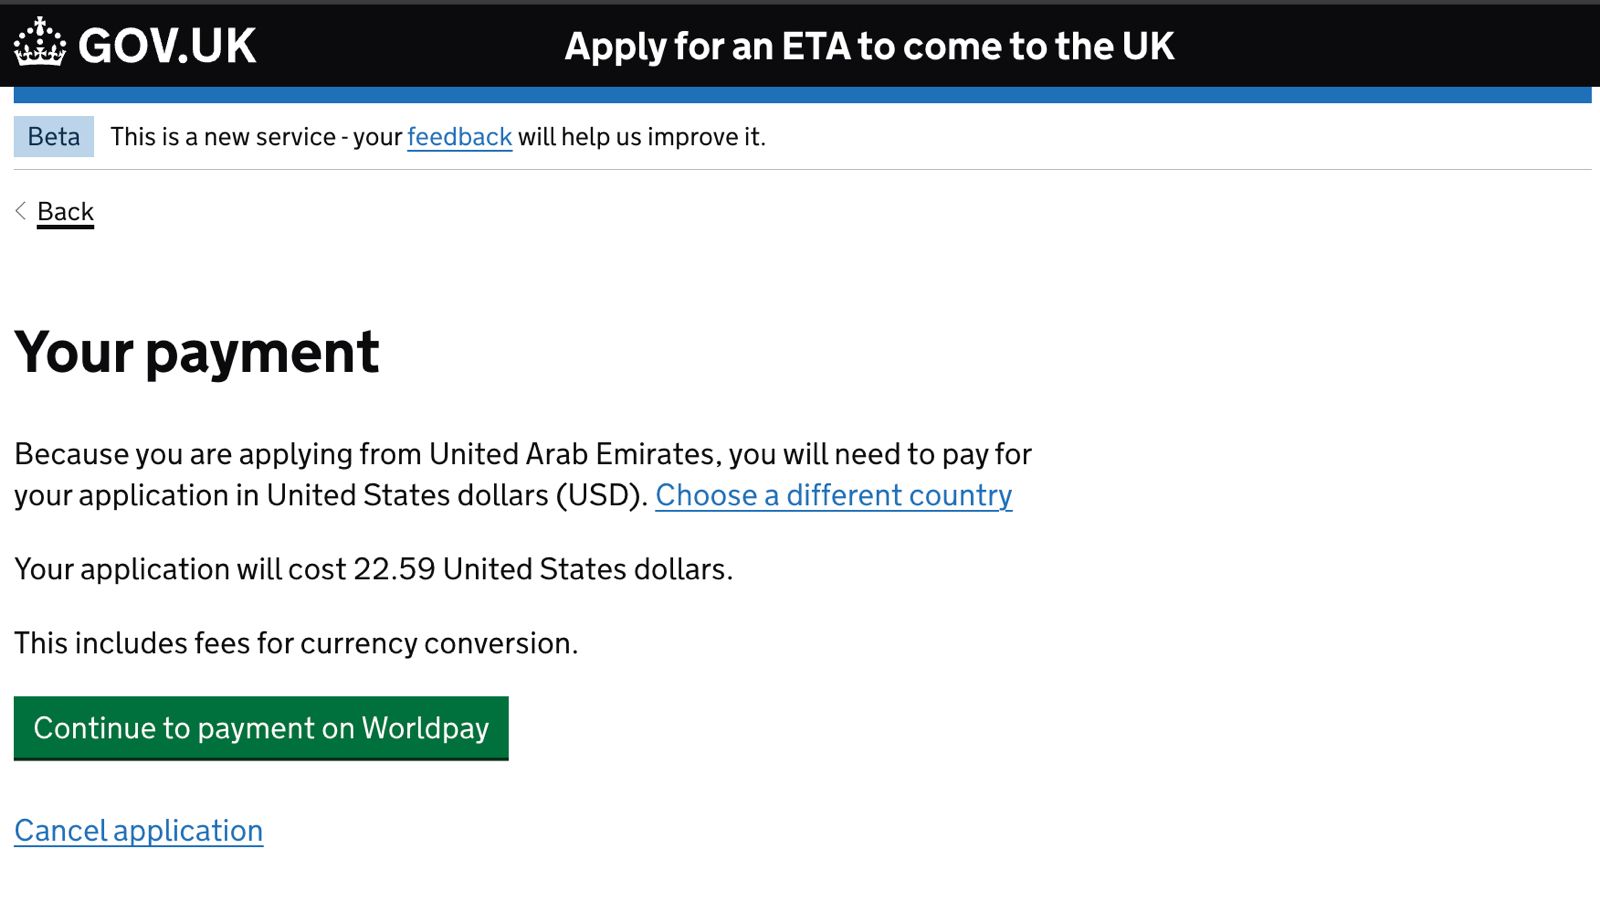 GOV.UK
Apply for an ETA to come to the UK
Beta This is a new service - your feedback will help us improve it.
Back
Your payment
Because you are applying from United Arab Emirates, you will need to pay for
your application in United States dollars (USD). Choose a different country
Your application will cost 22.59 United States dollars.
This includes fees for currency conversion.
Continue to payment on Worldpay
Cancel application